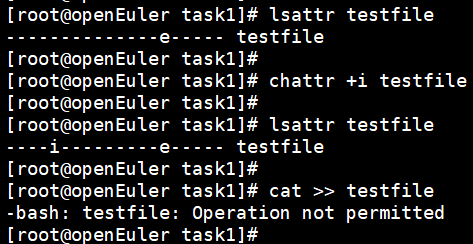 [root@openEuler task1]# lsattr testfile
--------------e----- testfile
[root@openEuler task1]#
[root@openEuler task1]# chattr +i testfile
[root@openEuler task1]#
[root@openEuler task1]# lsattr testfile
----i---------e----- testfile
[root@openEuler task1]#
[root@openEuler task1]# cat >> testfile
-bash: testfile: Operation not permitted
[root@openEuler task1]#